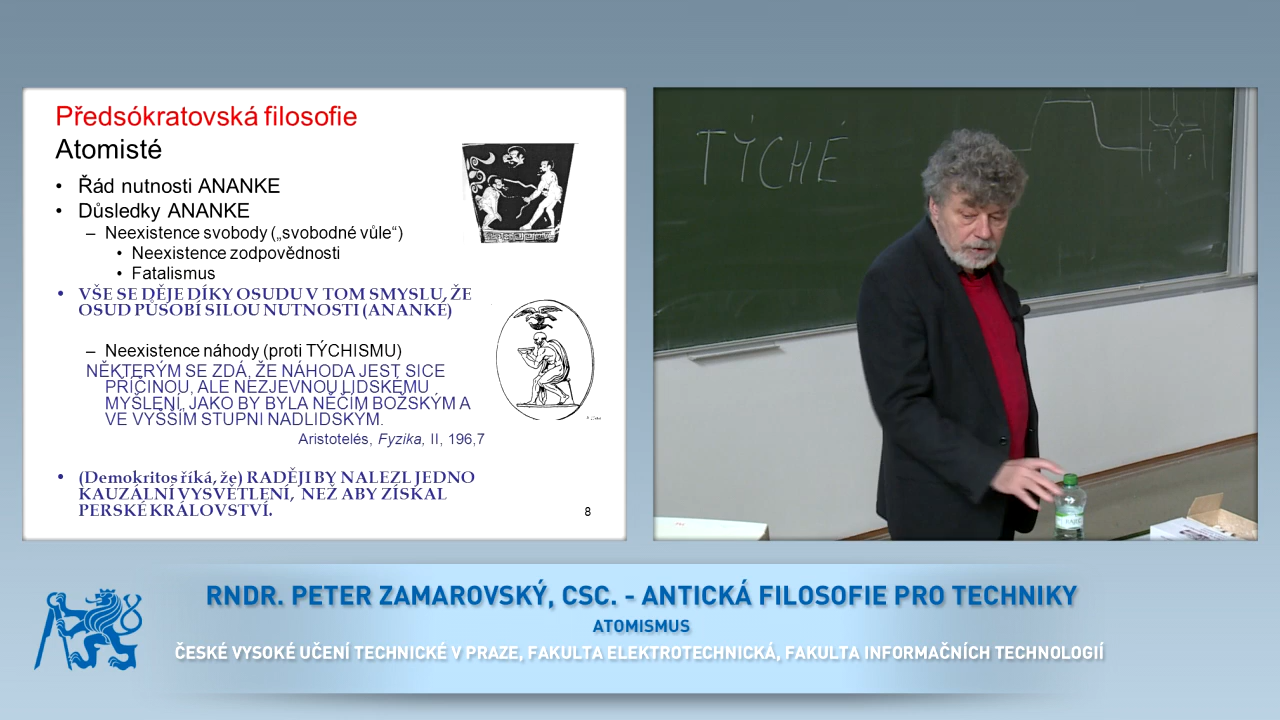 Předsókratovská filosofie
Atomisté
• Řád nutnosti ANANKE
• Důsledky ANANKE
– Neexistence svobody („svobodné vůle“)
• Neexistence zodpovědnosti
• Fatalismus
• VŠE SE DĚJE DÍKY OSUDU V TOM SMYSLU, ŽE
OSUD PŮSOBÍ SILOU NUTNOSTI (ANANKE)
– Neexistence náhody (proti TÝCHISMU)
NĚKTERÝM SE ZDÁ, ŽE NÁHODA JEST SICE
PŘÍČINOU, ALE NEZJEVNOU LIDSKÉMU
MYŠLENÍ, JAKO BY BYLA NĚČÍM BOŽSKÝM A
VE VYŠŠÍM STUPNI NADLIDSKÝM.
Aristotelés, Fyzika, II, 196,7
• (Demokritos říká, že) RADĚJI BY NALEZL JEDNO
KAUZÁLNÍ VYSVĚTLENÍ, NEŽ ABY ZÍSKAL
PERSKÉ KRÁLOVSTVÍ.
8
TÝCHÉ
RNDR. PETER ZAMAROVSKÝ, CSC. - ANTICKÁ FILOSOFIE PRO TECHNIKY
ATOMISMUS
ČESKÉ VYSOKÉ UČENÍ TECHNICKÉ V PRAZE, FAKULTA ELEKTROTECHNICKÁ, FAKULTA INFORMAČNÍCH TECHNOLOGIÍ